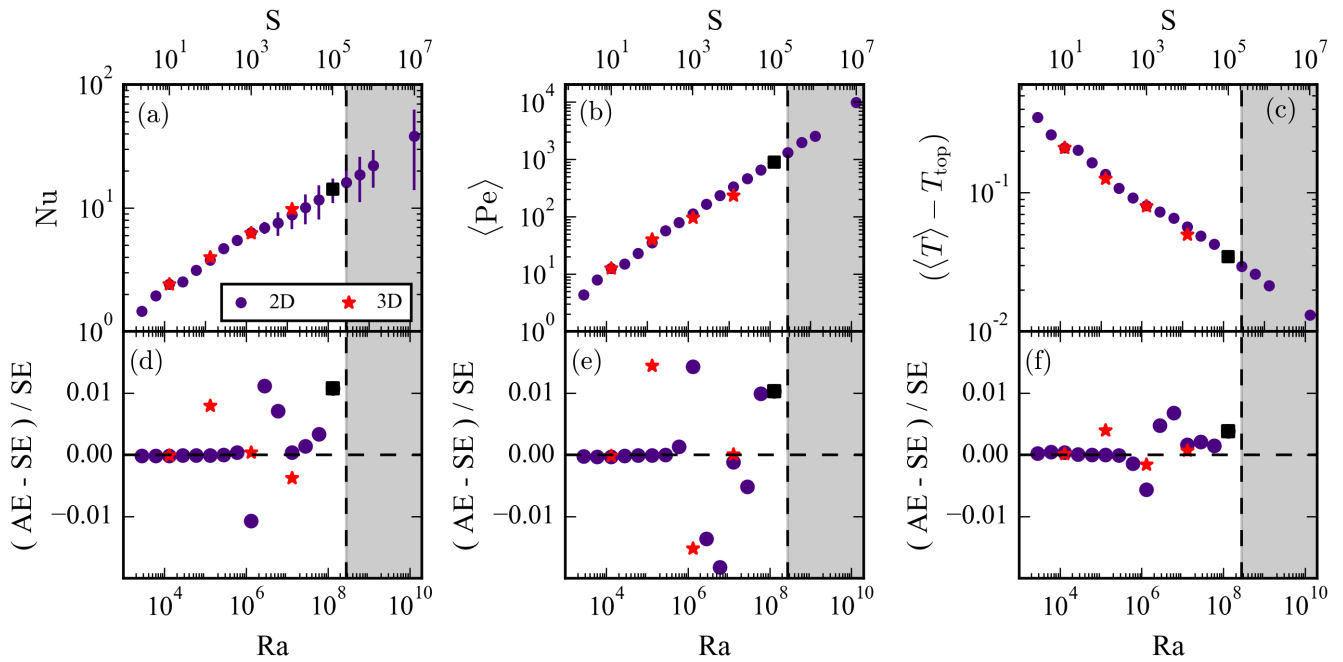 S S S
10^1 10^3 10^5 10^7 10^1 10^3 10^5 10^7 10^1 10^3 10^5 10^7
(a) (b) (c)
Nu
10^2
10^1
10^0
2D 3D
⟨Pe⟩
10^4
10^3
10^2
10^1
10^0
(⟨T⟩ − T_top)
10^-1
10^-2
(d) (e) (f)
( AE - SE ) / SE
0.01
0.00
−0.01
( AE - SE ) / SE
0.01
0.00
−0.01
( AE - SE ) / SE
0.01
0.00
−0.01
10^4 10^6 10^8 10^10 10^4 10^6 10^8 10^10 10^4 10^6 10^8 10^10
Ra Ra Ra